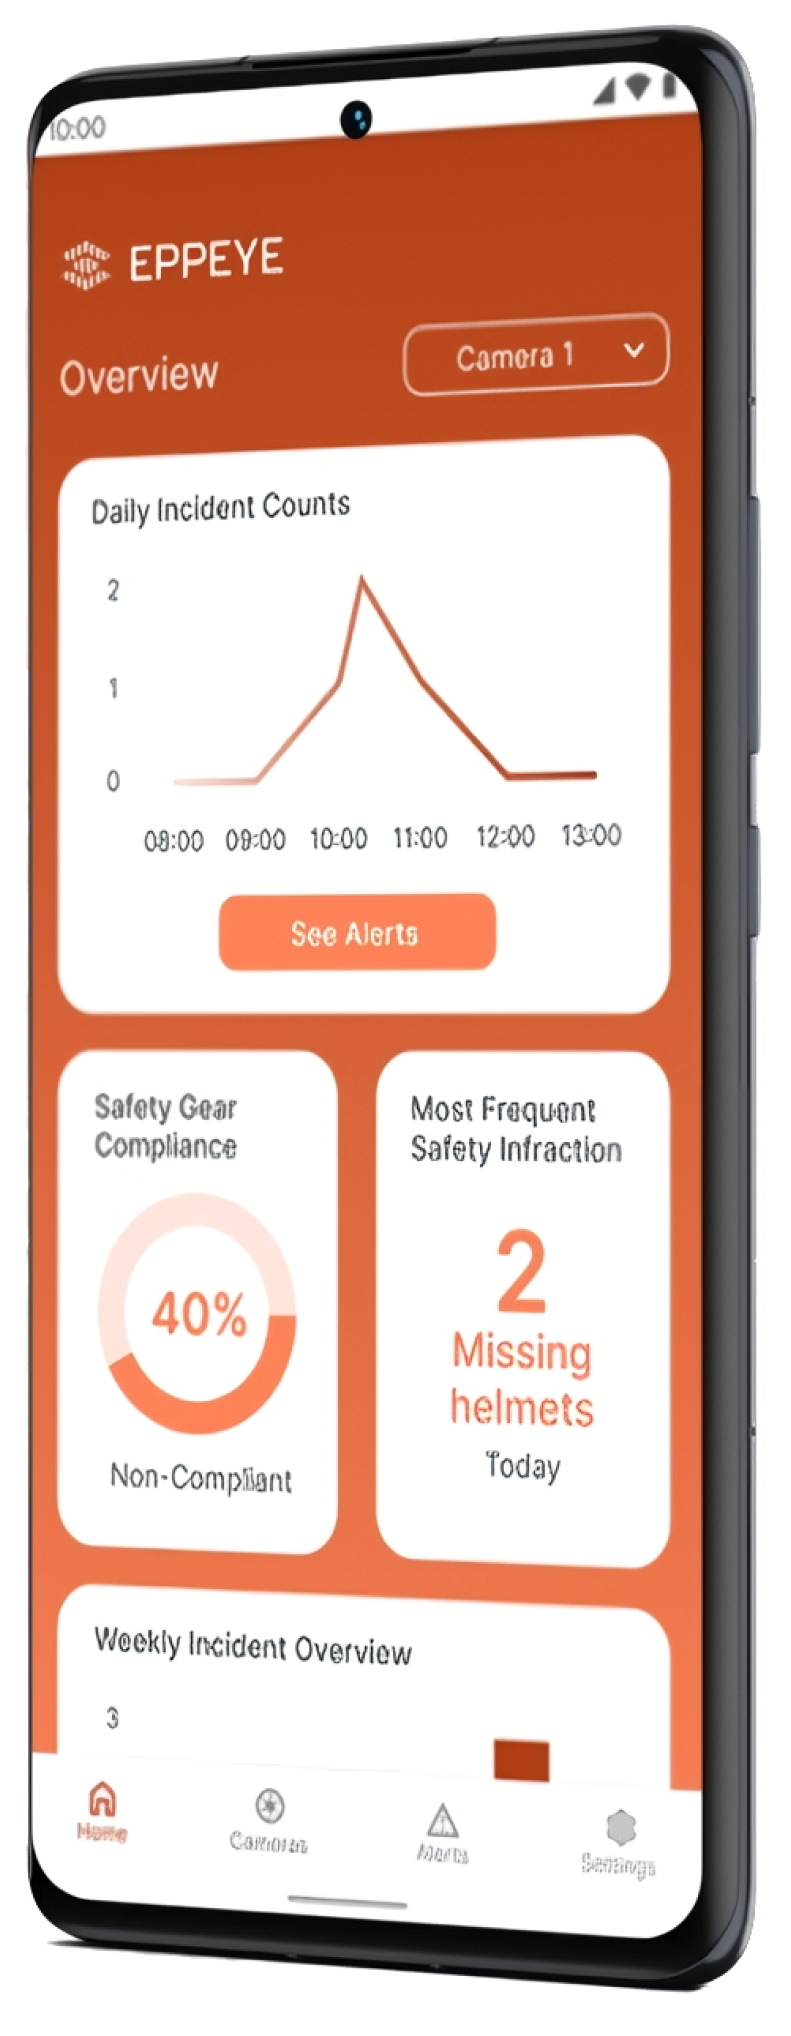 10:00
EPPEYE
Overview
Camera 1
Daily Incident Counts
2
1
0
08:00 09:00 10:00 11:00 12:00 13:00
See Alerts
Safety Gear
Compliance
40%
Non-Compliant
Most Frequent
Safety Infraction
2
Missing
helmets
Today
Weekly Incident Overview
3
Home
Cameras
Alerts
Settings